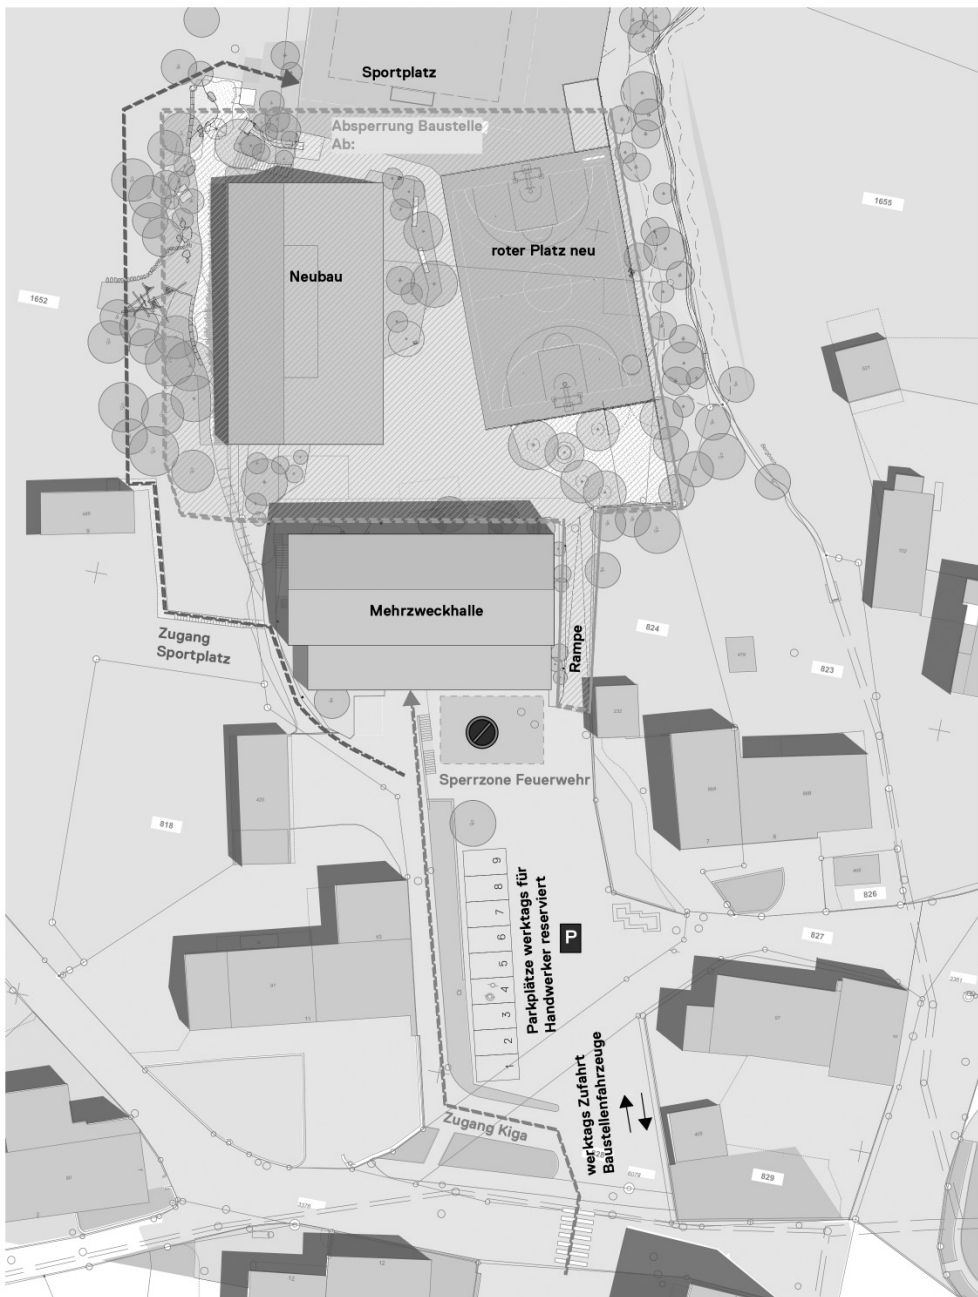 Sportplatz
Absperrung Baustelle
Ab:
1655
roter Platz neu
Neubau
1652
Mehrzweckhalle
Rampe
824
823
Zugang
Sportplatz
Sperrzone Feuerwehr
818
826
827
9
8
7
6
5
4
3
2
1
Parkplätze werktags für
Handwerker reserviert
P
werktags Zufahrt
Baustellenfahrzeuge
Zugang Kiga
829
12
12